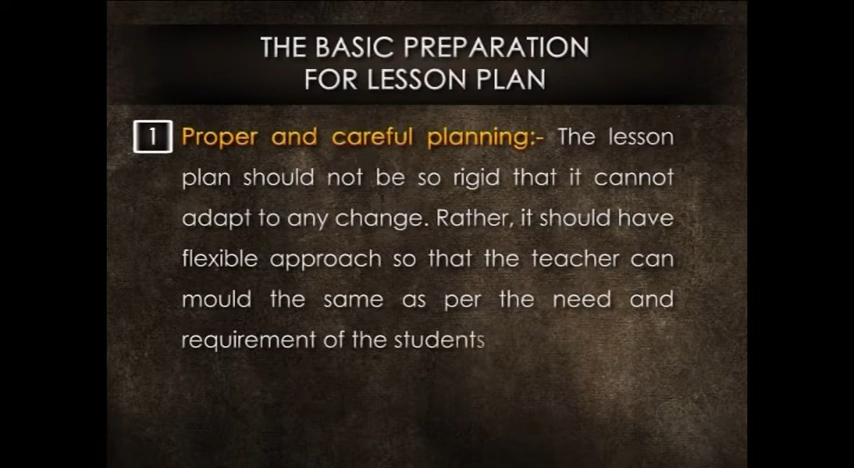 THE BASIC PREPARATION
FOR LESSON PLAN
1 Proper and careful planning:- The lesson
plan should not be so rigid that it cannot
adapt to any change. Rather, it should have
flexible approach so that the teacher can
mould the same as per the need and
requirement of the students